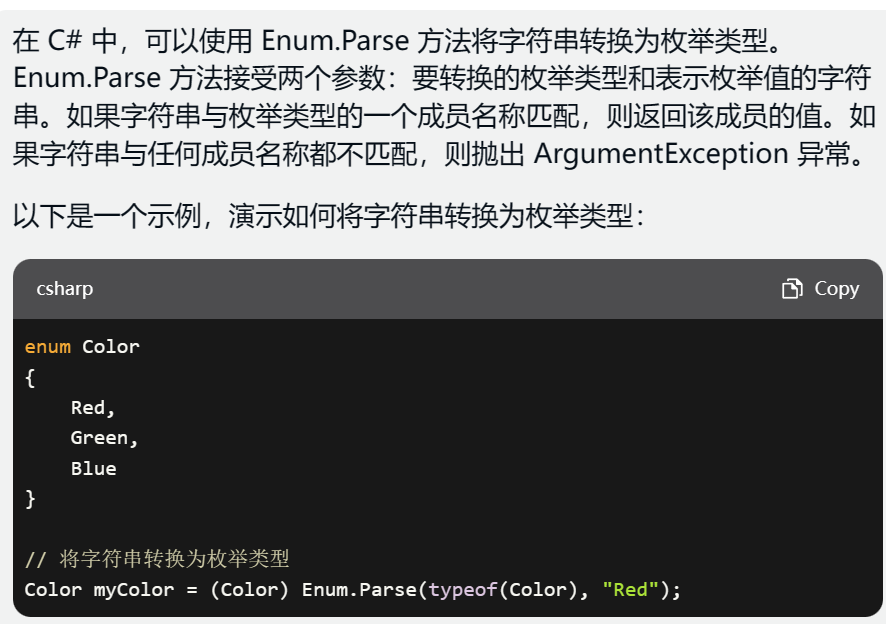 在 C# 中，可以使用 Enum.Parse 方法将字符串转换为枚举类型。
Enum.Parse 方法接受两个参数：要转换的枚举类型和表示枚举值的字符
串。如果字符串与枚举类型的一个成员名称匹配，则返回该成员的值。如
果字符串与任何成员名称都不匹配，则抛出 ArgumentException 异常。
以下是一个示例，演示如何将字符串转换为枚举类型：
csharp
Copy
enum Color
{
    Red,
    Green,
    Blue
}
// 将字符串转换为枚举类型
Color myColor = (Color) Enum.Parse(typeof(Color), "Red");